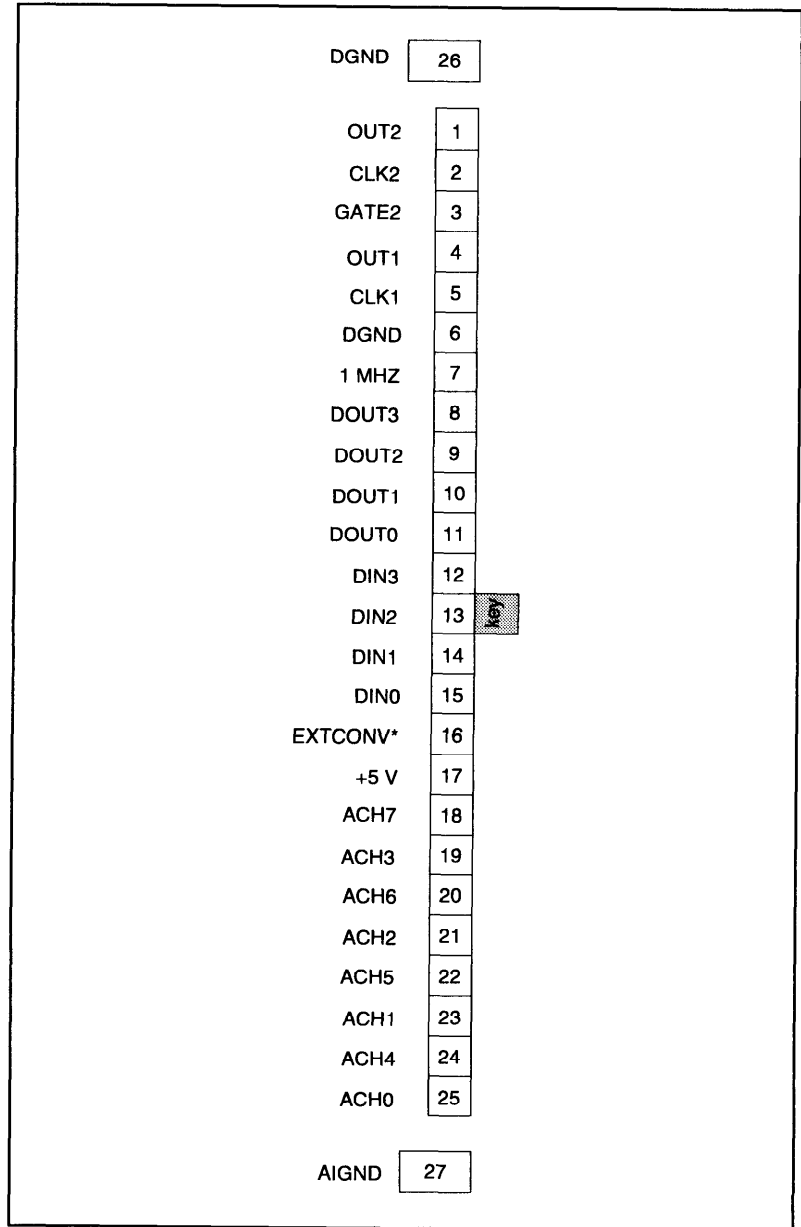 DGND 26
OUT2 1
CLK2 2
GATE2 3
OUT1 4
CLK1 5
DGND 6
1 MHZ 7
DOUT3 8
DOUT2 9
DOUT1 10
DOUT0 11
DIN3 12
DIN2 13 key
DIN1 14
DIN0 15
EXTCONV* 16
+5 V 17
ACH7 18
ACH3 19
ACH6 20
ACH2 21
ACH5 22
ACH1 23
ACH4 24
ACH0 25
AIGND 27